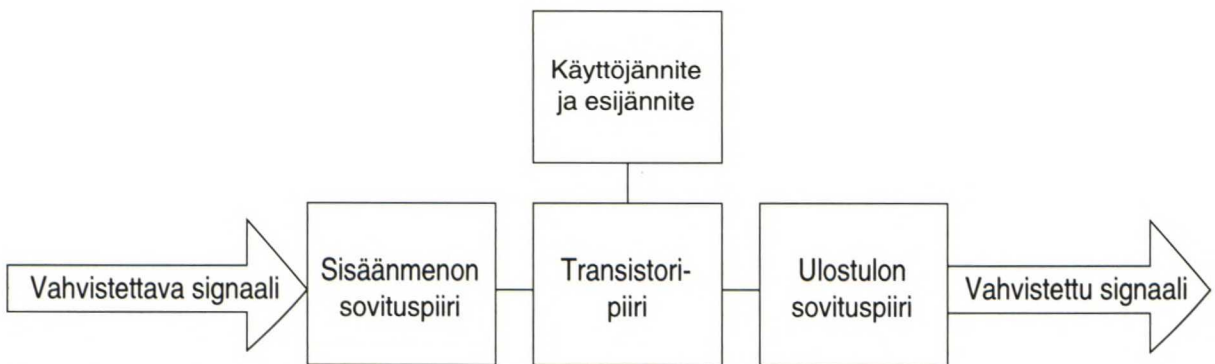 Käyttöjännite
ja esijännite
Vahvistettava signaali
Sisäänmenon
sovituspiiri
Transistori-
piiri
Ulostulon
sovituspiiri
Vahvistettu signaali